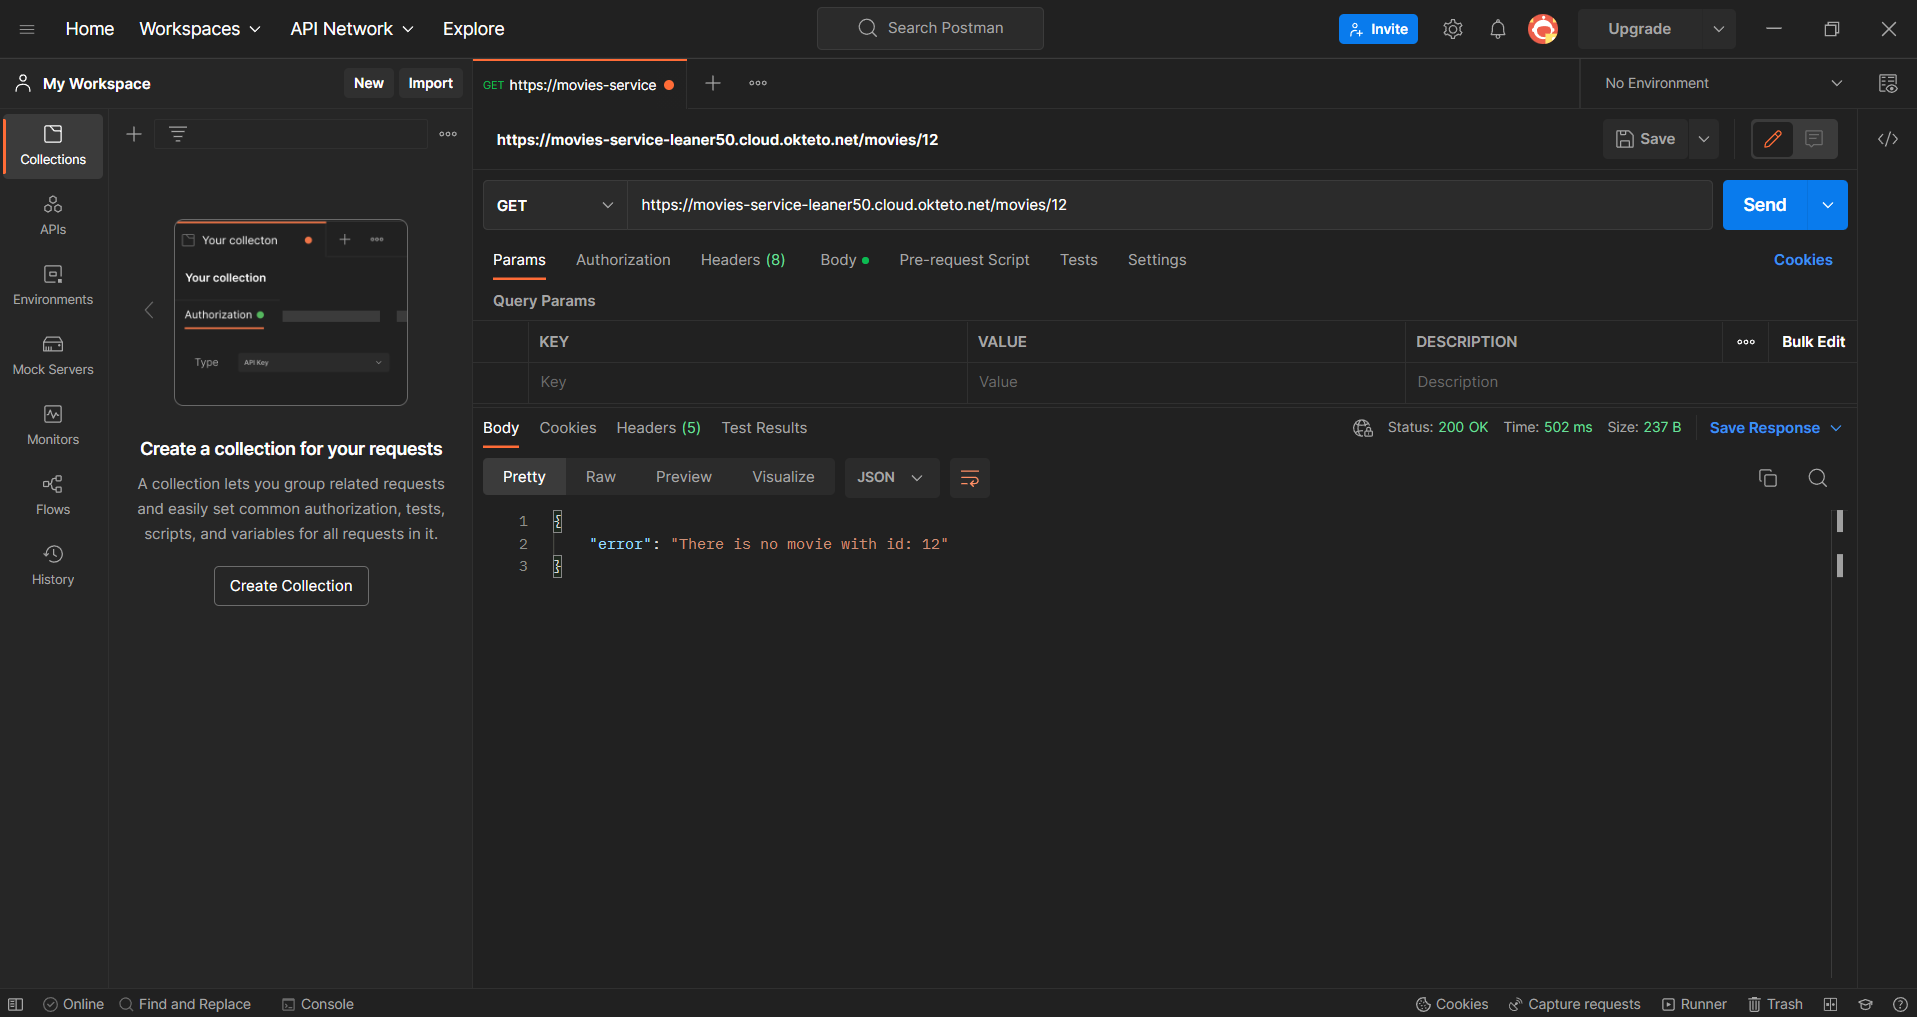 Home Workspaces API Network Explore Search Postman Invite Upgrade
My Workspace New Import GET https://movies-service No Environment
Collections
APIs
Environments
Mock Servers
Monitors
Flows
History
Your collecton
Your collection
Authorization
Type API Key
Create a collection for your requests
A collection lets you group related requests
and easily set common authorization, tests,
scripts, and variables for all requests in it.
Create Collection
https://movies-service-leaner50.cloud.okteto.net/movies/12 Save
GET https://movies-service-leaner50.cloud.okteto.net/movies/12 Send
Params Authorization Headers (8) Body Pre-request Script Tests Settings Cookies
Query Params
KEY VALUE DESCRIPTION Bulk Edit
Key Value Description
Body Cookies Headers (5) Test Results Status: 200 OK Time: 502 ms Size: 237 B Save Response
Pretty Raw Preview Visualize JSON
1 {
2 "error": "There is no movie with id: 12"
3 }
Online Find and Replace Console Cookies Capture requests Runner Trash